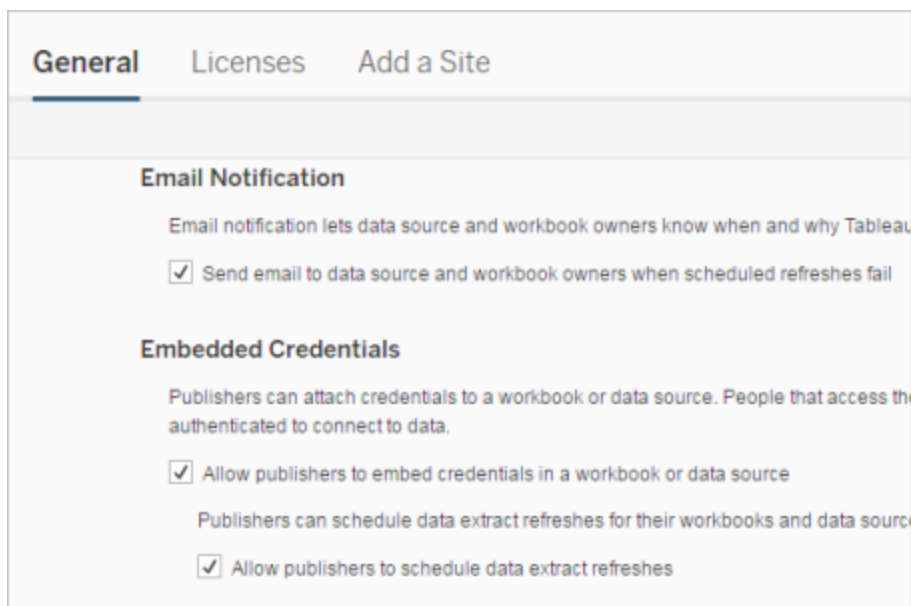 General Licenses Add a Site
Email Notification
Email notification lets data source and workbook owners know when and why Tableau
Send email to data source and workbook owners when scheduled refreshes fail
Embedded Credentials
Publishers can attach credentials to a workbook or data source. People that access the
authenticated to connect to data.
Allow publishers to embed credentials in a workbook or data source
Publishers can schedule data extract refreshes for their workbooks and data source
Allow publishers to schedule data extract refreshes